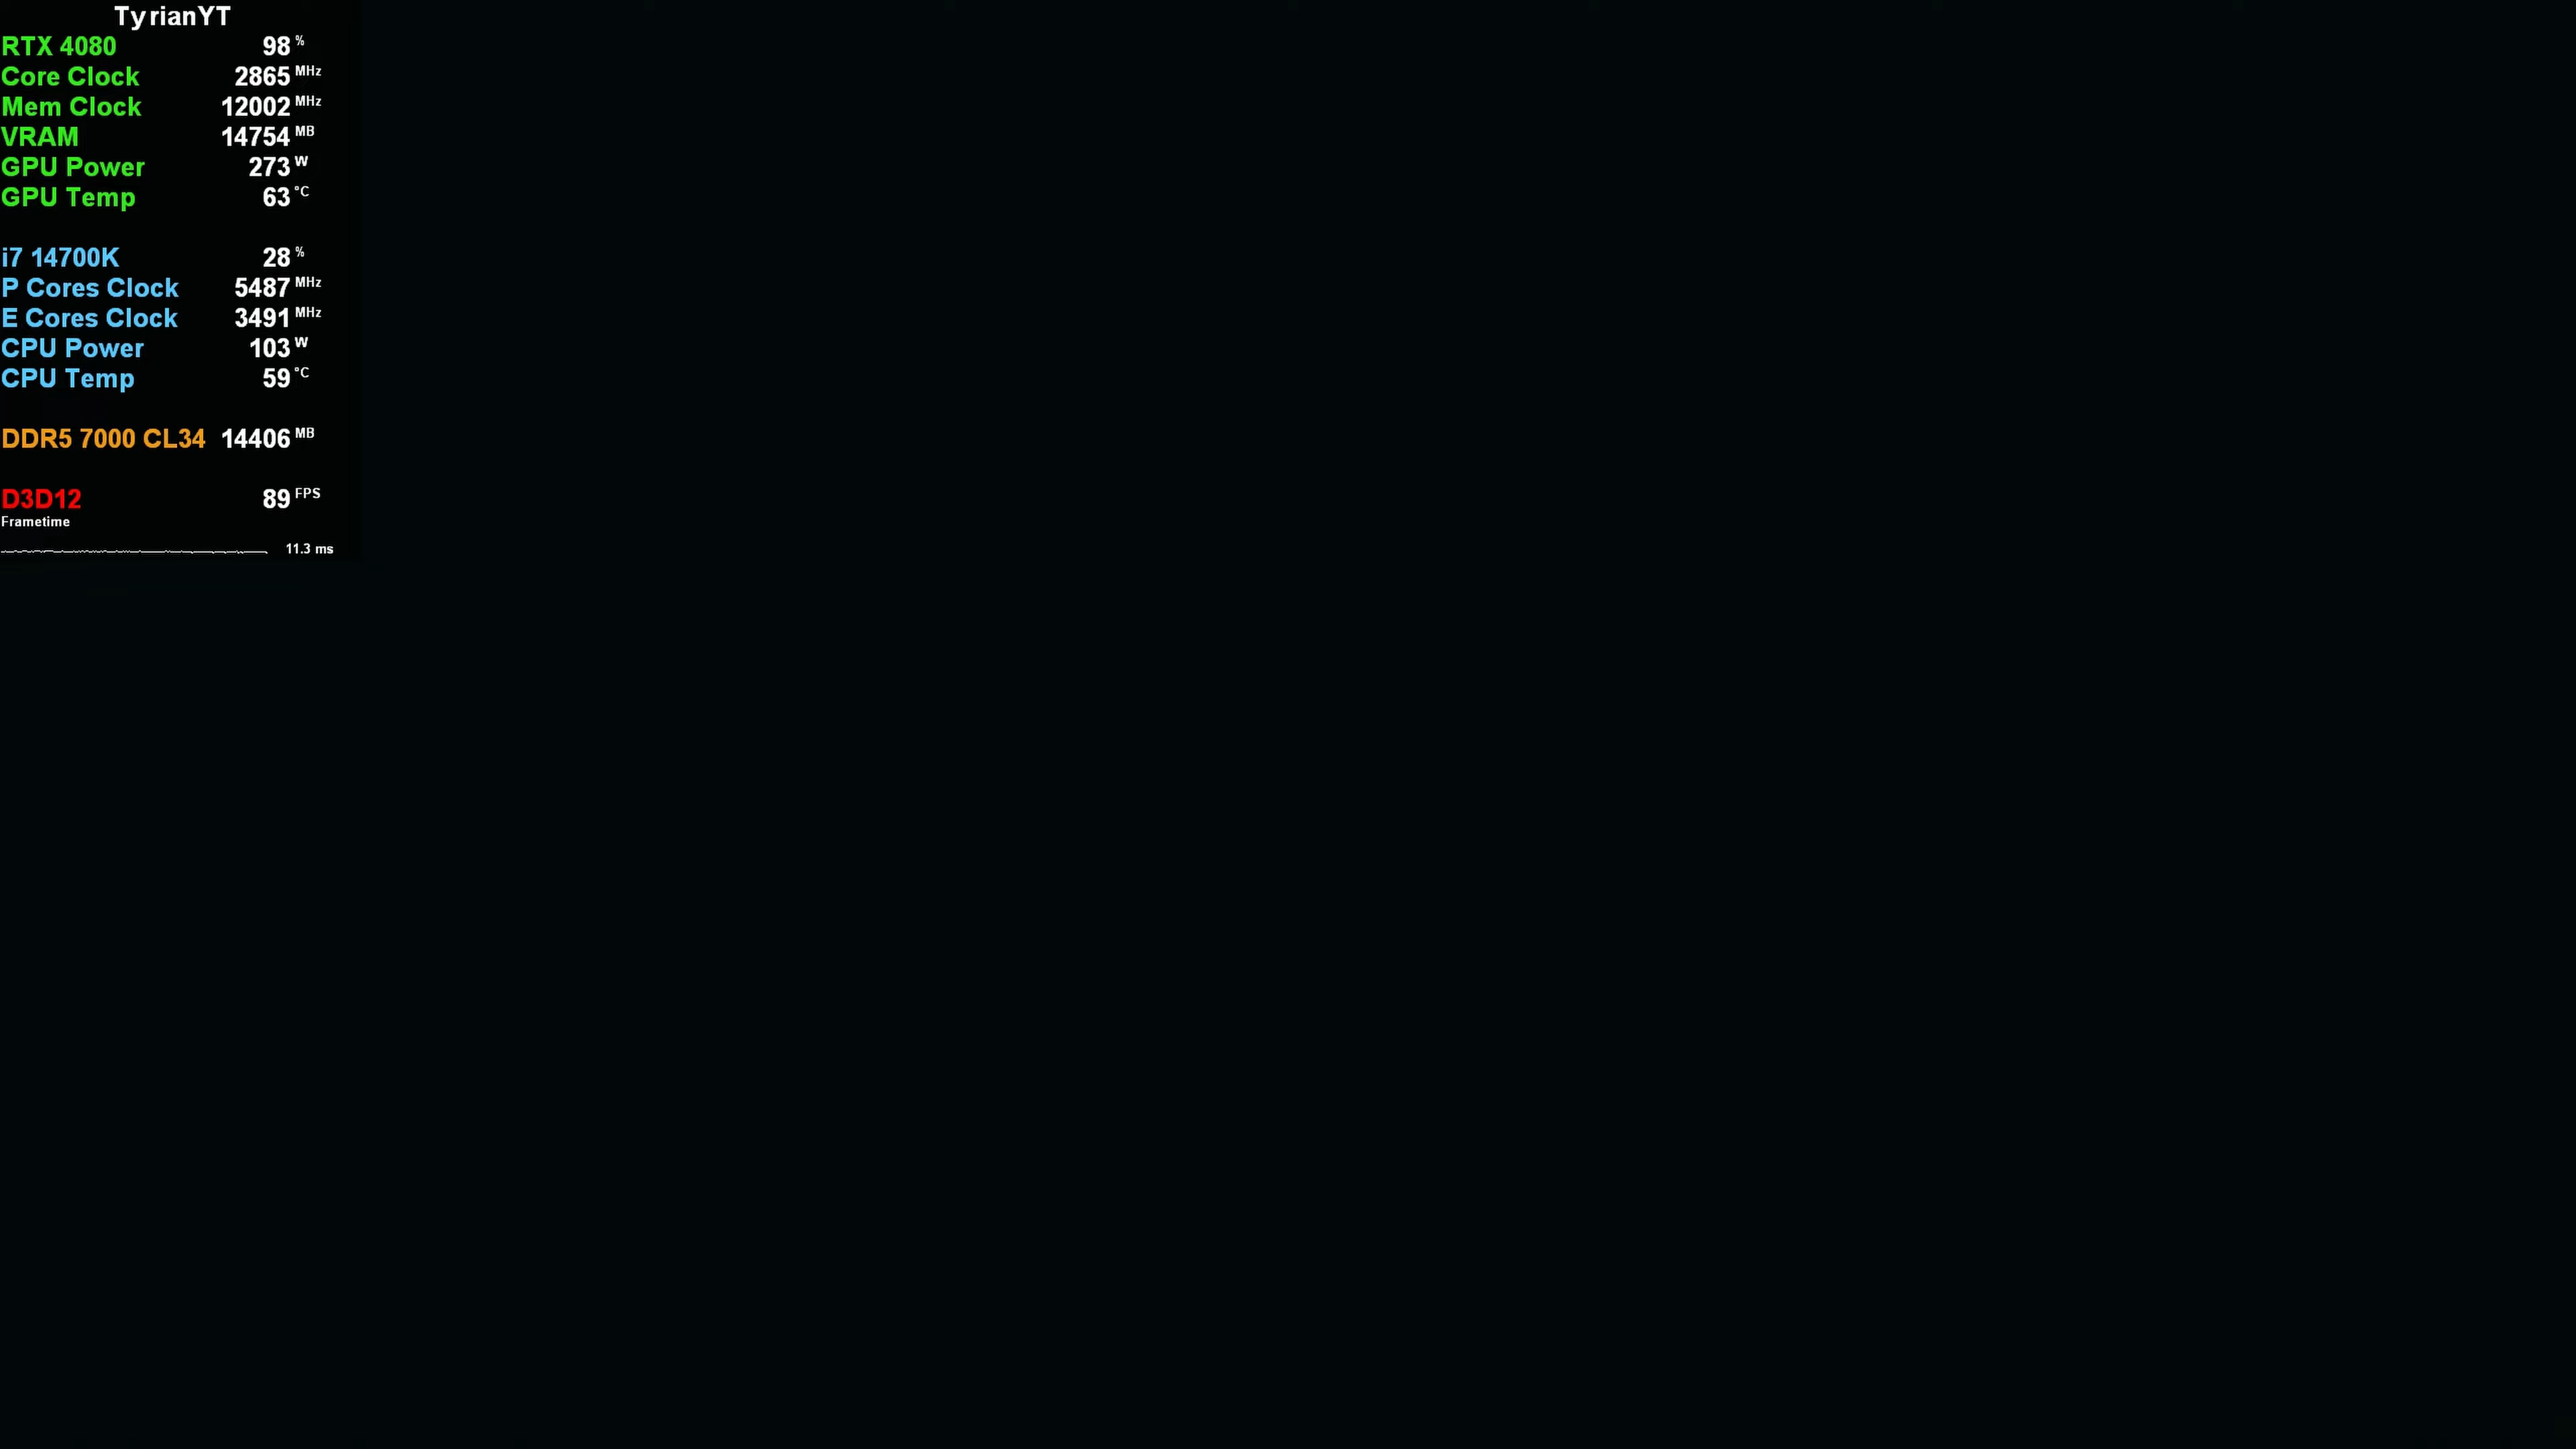 TyrianYT
RTX 4080 98 %
Core Clock 2865 MHz
Mem Clock 12002 MHz
VRAM 14754 MB
GPU Power 273 W
GPU Temp 63 °C
i7 14700K 28 %
P Cores Clock 5487 MHz
E Cores Clock 3491 MHz
CPU Power 103 W
CPU Temp 59 °C
DDR5 7000 CL34 14406 MB
D3D12 89 FPS
Frametime
11.3 ms